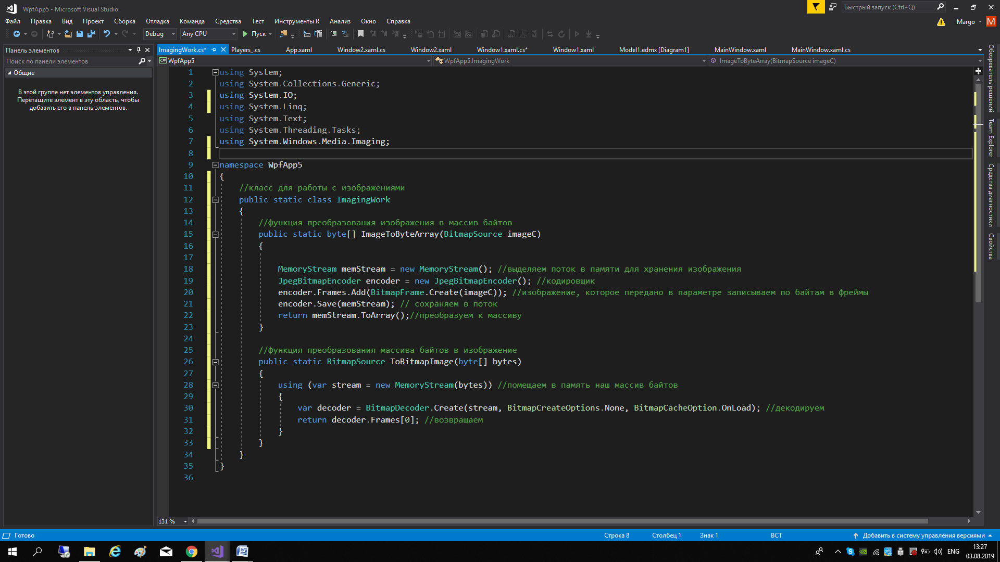 WpfApp5 - Microsoft Visual Studio
Быстрый запуск (Ctrl+Q)
Файл Правка Вид Проект Сборка Отладка Команда Средства Тест Инструменты R Анализ Окно Справка
Margo M
Debug Any CPU Пуск
Панель элементов
ImagingWork.cs* Players_.cs App.xaml Window2.xaml.cs Window2.xaml Window1.xaml.cs* Window1.xaml Model1.edmx [Diagram1] MainWindow.xaml MainWindow.xaml.cs
Поиск по панели элементов
C# WpfApp5 WpfApp5.ImagingWork ImageToByteArray(BitmapSource imageC)
Общие
В этой группе нет элементов управления.
Перетащите элемент в эту область, чтобы
добавить его в панель элементов.
1 using System;
2 using System.Collections.Generic;
3 using System.IO;
4 using System.Linq;
5 using System.Text;
6 using System.Threading.Tasks;
7 using System.Windows.Media.Imaging;
8
9 namespace WpfApp5
10 {
11 //класс для работы с изображениями
12 public static class ImagingWork
13 {
14 //функция преобразования изображения в массив байтов
15 public static byte[] ImageToByteArray(BitmapSource imageC)
16 {
17
18 MemoryStream memStream = new MemoryStream(); //выделяем поток в памяти для хранения изображения
19 JpegBitmapEncoder encoder = new JpegBitmapEncoder(); //кодировщик
20 encoder.Frames.Add(BitmapFrame.Create(imageC)); //изображение, которое передано в параметре записываем по байтам в фреймы
21 encoder.Save(memStream); // сохраняем в поток
22 return memStream.ToArray();//преобразуем к массиву
23 }
24
25 //функция преобразования массива байтов в изображение
26 public static BitmapSource ToBitmapImage(byte[] bytes)
27 {
28 using (var stream = new MemoryStream(bytes)) //помещаем в память наш массив байтов
29 {
30 var decoder = BitmapDecoder.Create(stream, BitmapCreateOptions.None, BitmapCacheOption.OnLoad); //декодируем
31 return decoder.Frames[0]; //возвращаем
32 }
33 }
34 }
35 }
36
Обозреватель решений
Team Explorer
Средства диагностики
Свойства
131 %
Готово Строка 8 Столбец 1 Знак 1 ВСТ Добавить в систему управления версиями
ENG
13:27
03.08.2019